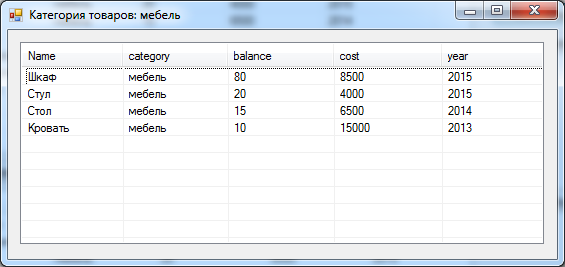 Категория товаров: мебель
Name category balance cost year
Шкаф мебель 80 8500 2015
Стул мебель 20 4000 2015
Стол мебель 15 6500 2014
Кровать мебель 10 15000 2013